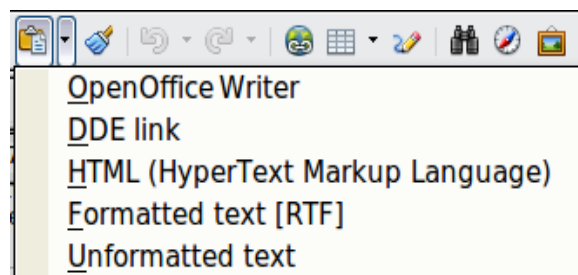 OpenOffice Writer
DDE link
HTML (HyperText Markup Language)
Formatted text [RTF]
Unformatted text